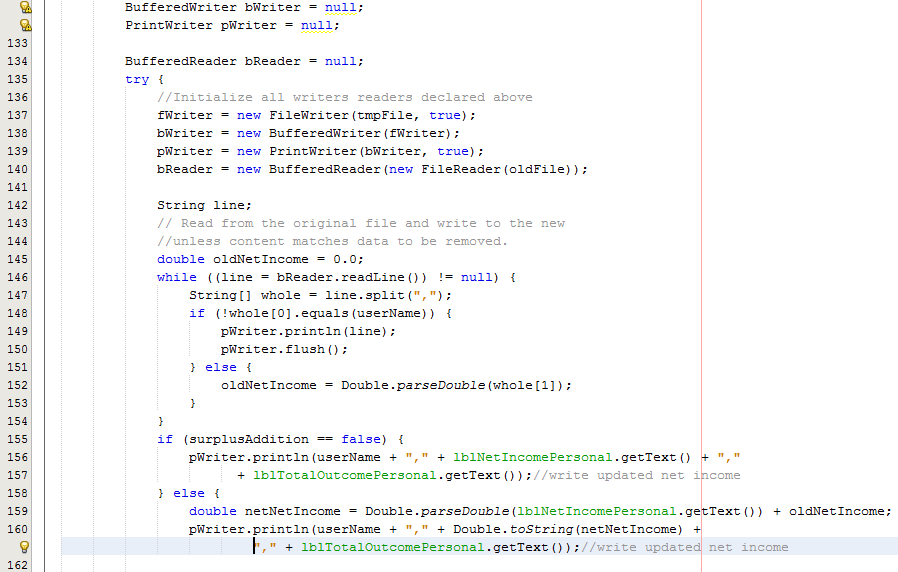 BufferedWriter bWriter = null;
PrintWriter pWriter = null;
133
134 BufferedReader bReader = null;
135 try {
136 //Initialize all writers readers declared above
137 fWriter = new FileWriter(tmpFile, true);
138 bWriter = new BufferedWriter(fWriter);
139 pWriter = new PrintWriter(bWriter, true);
140 bReader = new BufferedReader(new FileReader(oldFile));
141
142 String line;
143 // Read from the original file and write to the new
144 //unless content matches data to be removed.
145 double oldNetIncome = 0.0;
146 while ((line = bReader.readLine()) != null) {
147 String[] whole = line.split(",");
148 if (!whole[0].equals(userName)) {
149 pWriter.println(line);
150 pWriter.flush();
151 } else {
152 oldNetIncome = Double.parseDouble(whole[1]);
153 }
154 }
155 if (surplusAddition == false) {
156 pWriter.println(userName + "," + lblNetIncomePersonal.getText() + ","
157 + lblTotalOutcomePersonal.getText());//write updated net income
158 } else {
159 double netNetIncome = Double.parseDouble(lblNetIncomePersonal.getText()) + oldNetIncome;
160 pWriter.println(userName + "," + Double.toString(netNetIncome) +
"," + lblTotalOutcomePersonal.getText());//write updated net income
162